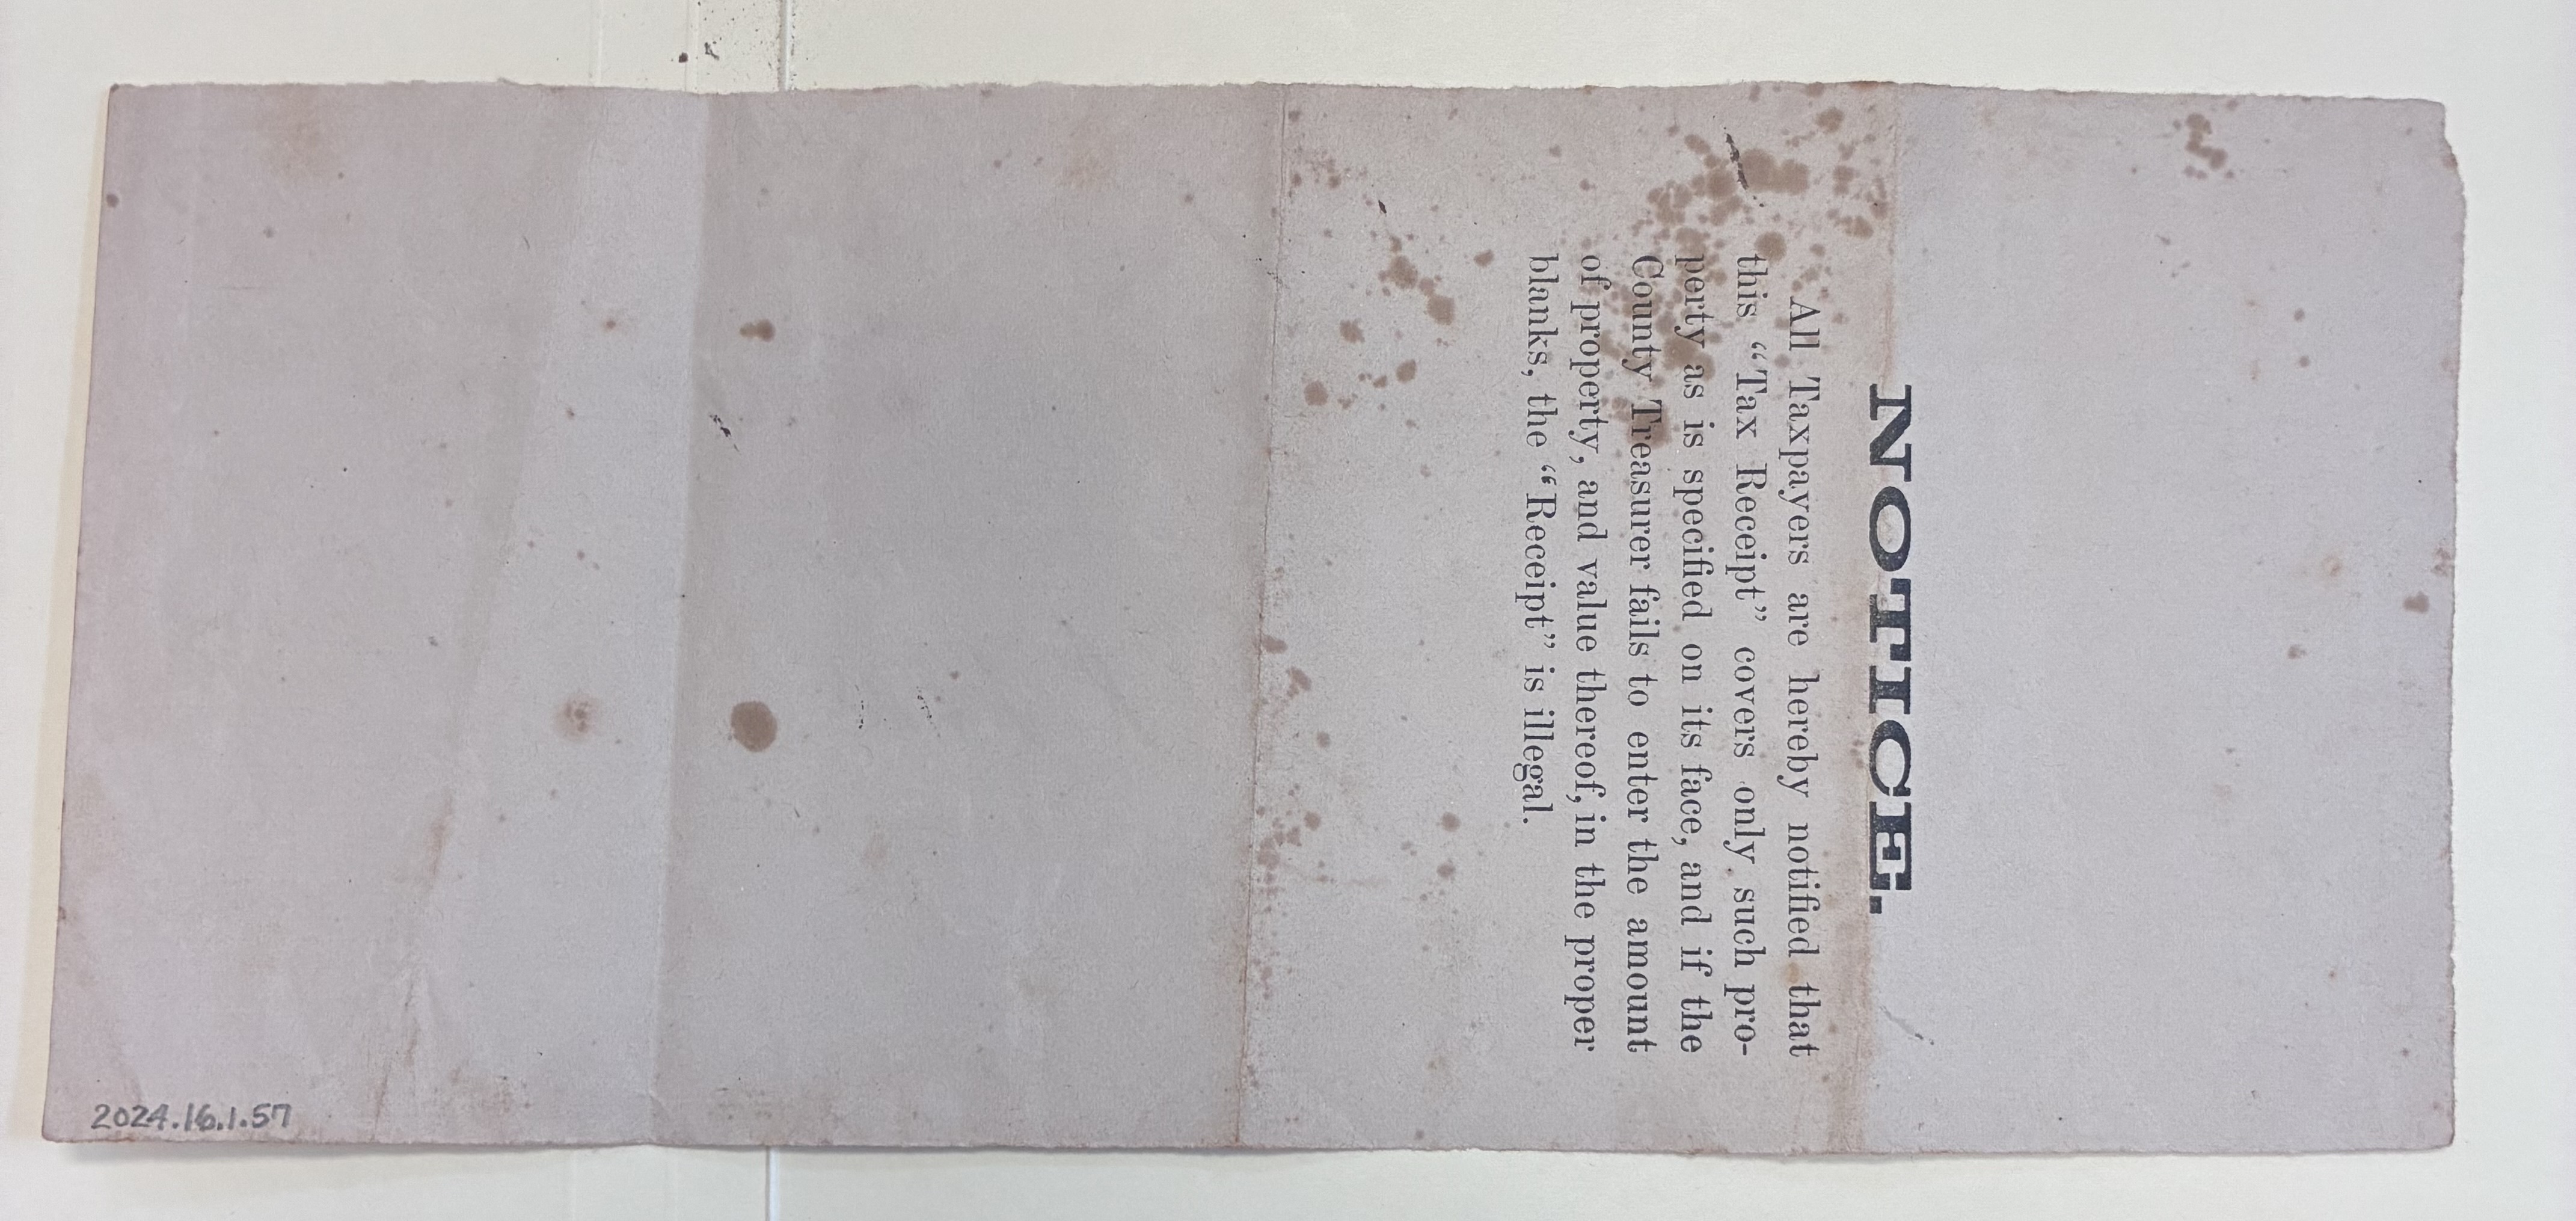 NOTICE.
All Taxpayers are hereby notified that
this “Tax Receipt” covers only such pro-
perty as is specified on its face, and if the
County Treasurer fails to enter the amount
of property, and value thereof, in the proper
blanks, the “Receipt” is illegal.
2024.16.1.57